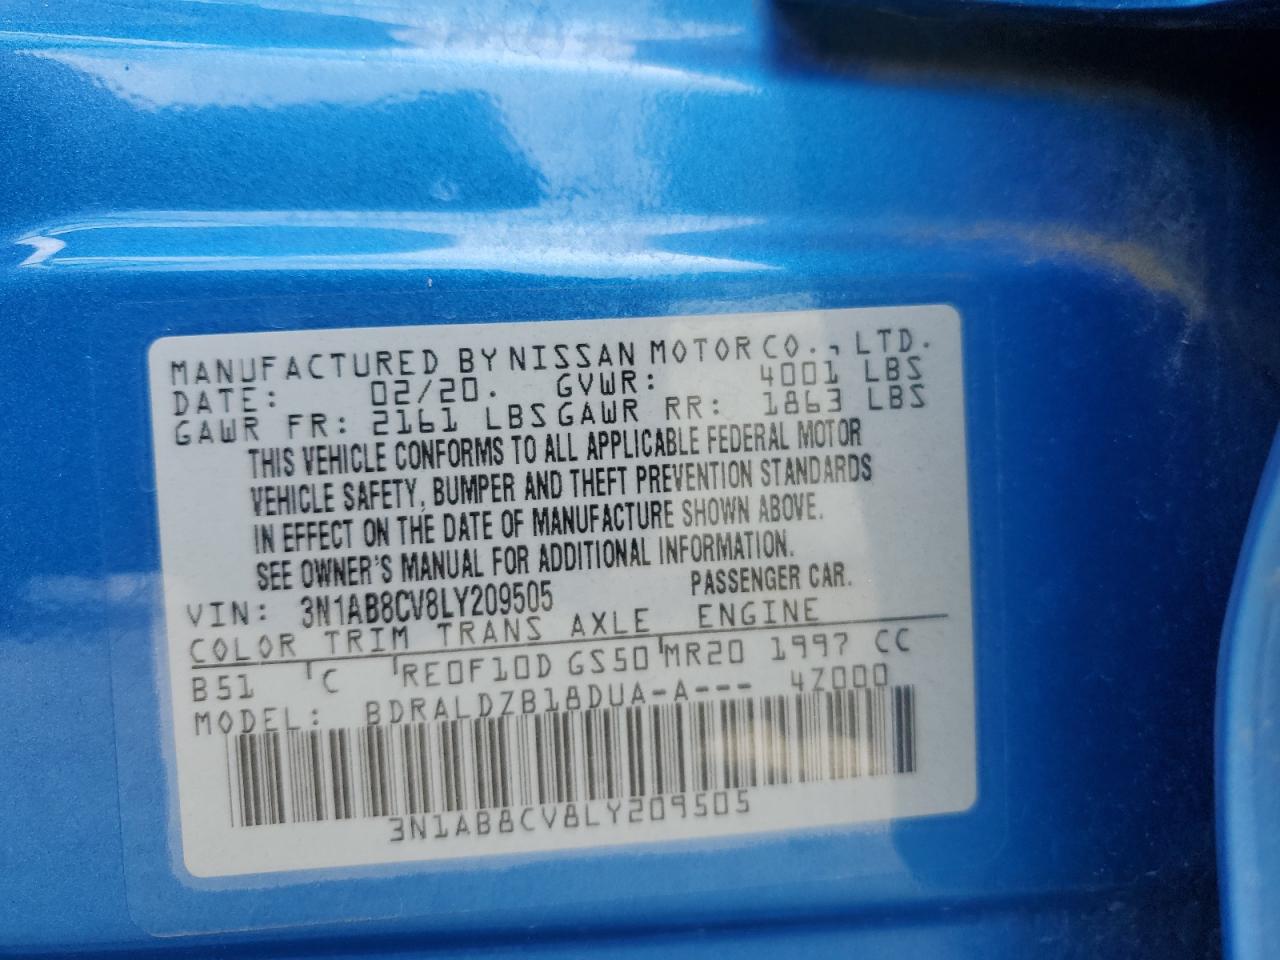 MANUFACTURED BY NISSAN MOTOR CO., LTD.
DATE: 02/20. GVWR: 4001 LBS
GAWR FR: 2161 LBS GAWR RR: 1863 LBS
THIS VEHICLE CONFORMS TO ALL APPLICABLE FEDERAL MOTOR
VEHICLE SAFETY, BUMPER AND THEFT PREVENTION STANDARDS
IN EFFECT ON THE DATE OF MANUFACTURE SHOWN ABOVE.
SEE OWNER'S MANUAL FOR ADDITIONAL INFORMATION.
VIN: 3N1AB8CV8LY209505 PASSENGER CAR.
COLOR TRIM TRANS AXLE ENGINE
B51 C RE0F10D GS50 MR20 1997 CC
MODEL: BDRALDZB18DUA-A--- 4Z000
3N1AB8CV8LY209505